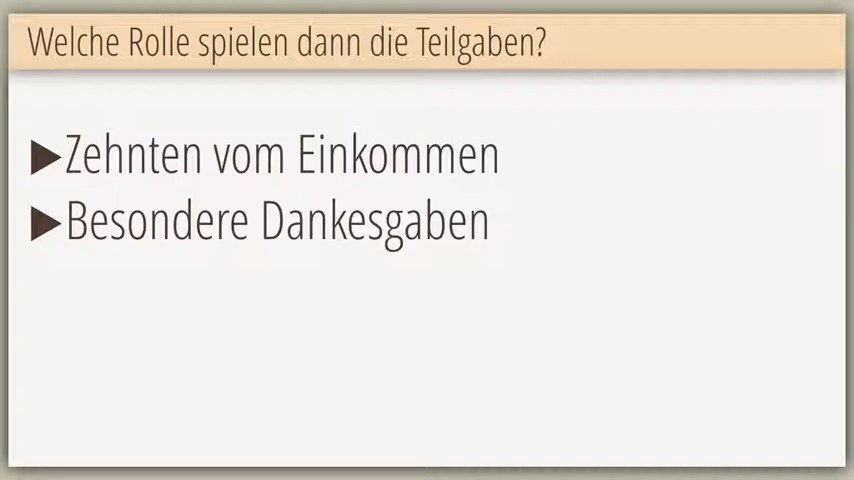 Welche Rolle spielen dann die Teilgaben?
▶Zehnten vom Einkommen
▶Besondere Dankesgaben